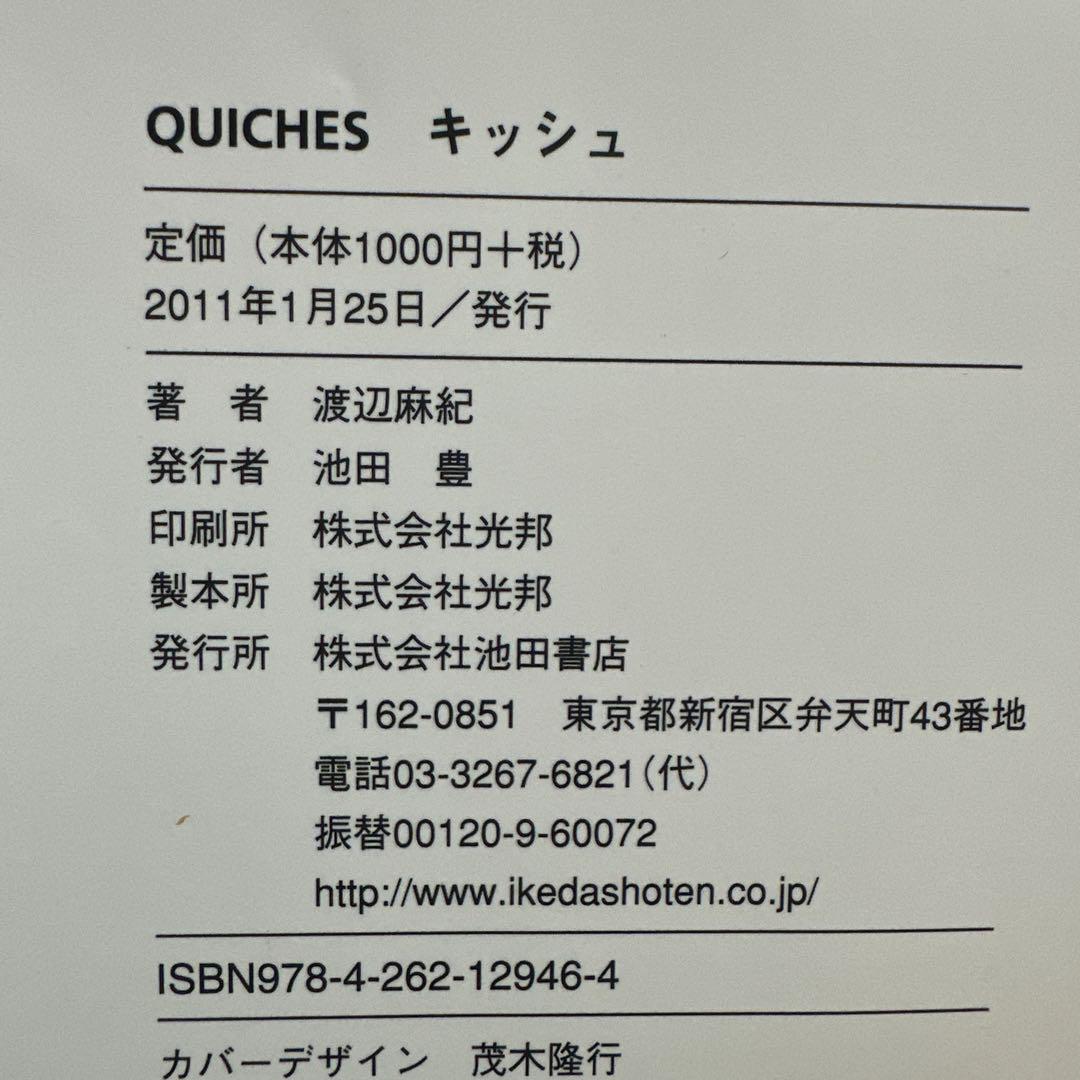 QUICHES キッシュ
定価（本体1000円＋税）
2011年1月25日／発行
著　者　渡辺麻紀
発行者　池田　豊
印刷所　株式会社光邦
製本所　株式会社光邦
発行所　株式会社池田書店
〒162-0851　東京都新宿区弁天町43番地
電話03-3267-6821（代）
振替00120-9-60072
http://www.ikedashoten.co.jp/
ISBN978-4-262-12946-4
カバーデザイン　茂木隆行